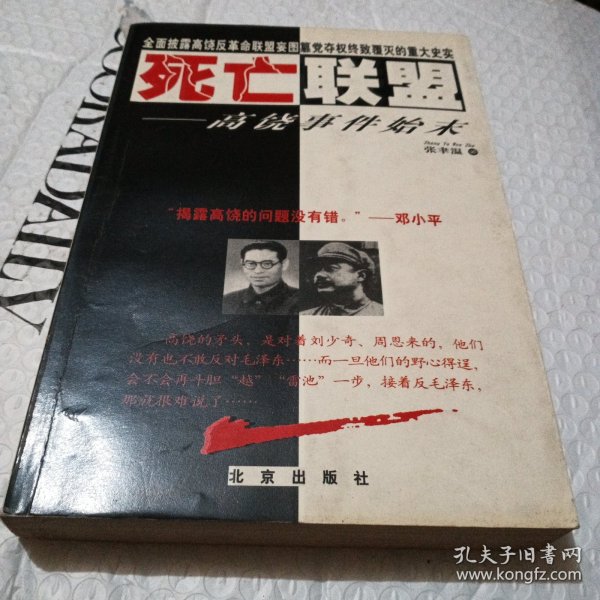 全面披露高饶反革命联盟妄图篡党夺权终致覆灭的重大史实
死亡联盟
——高饶事件始末
Zhang Yu Wen Zhu
张聿温 著
“揭露高饶的问题没有错。”——邓小平
高饶的矛头，是对着刘少奇、周恩来的，他们
没有也不敢反对毛泽东……而一旦他们的野心得逞，
会不会再斗胆“越”“雷池”一步，接着反毛泽东，
那就很难说了……
北京出版社
孔夫子旧书网
www.kongfz.com